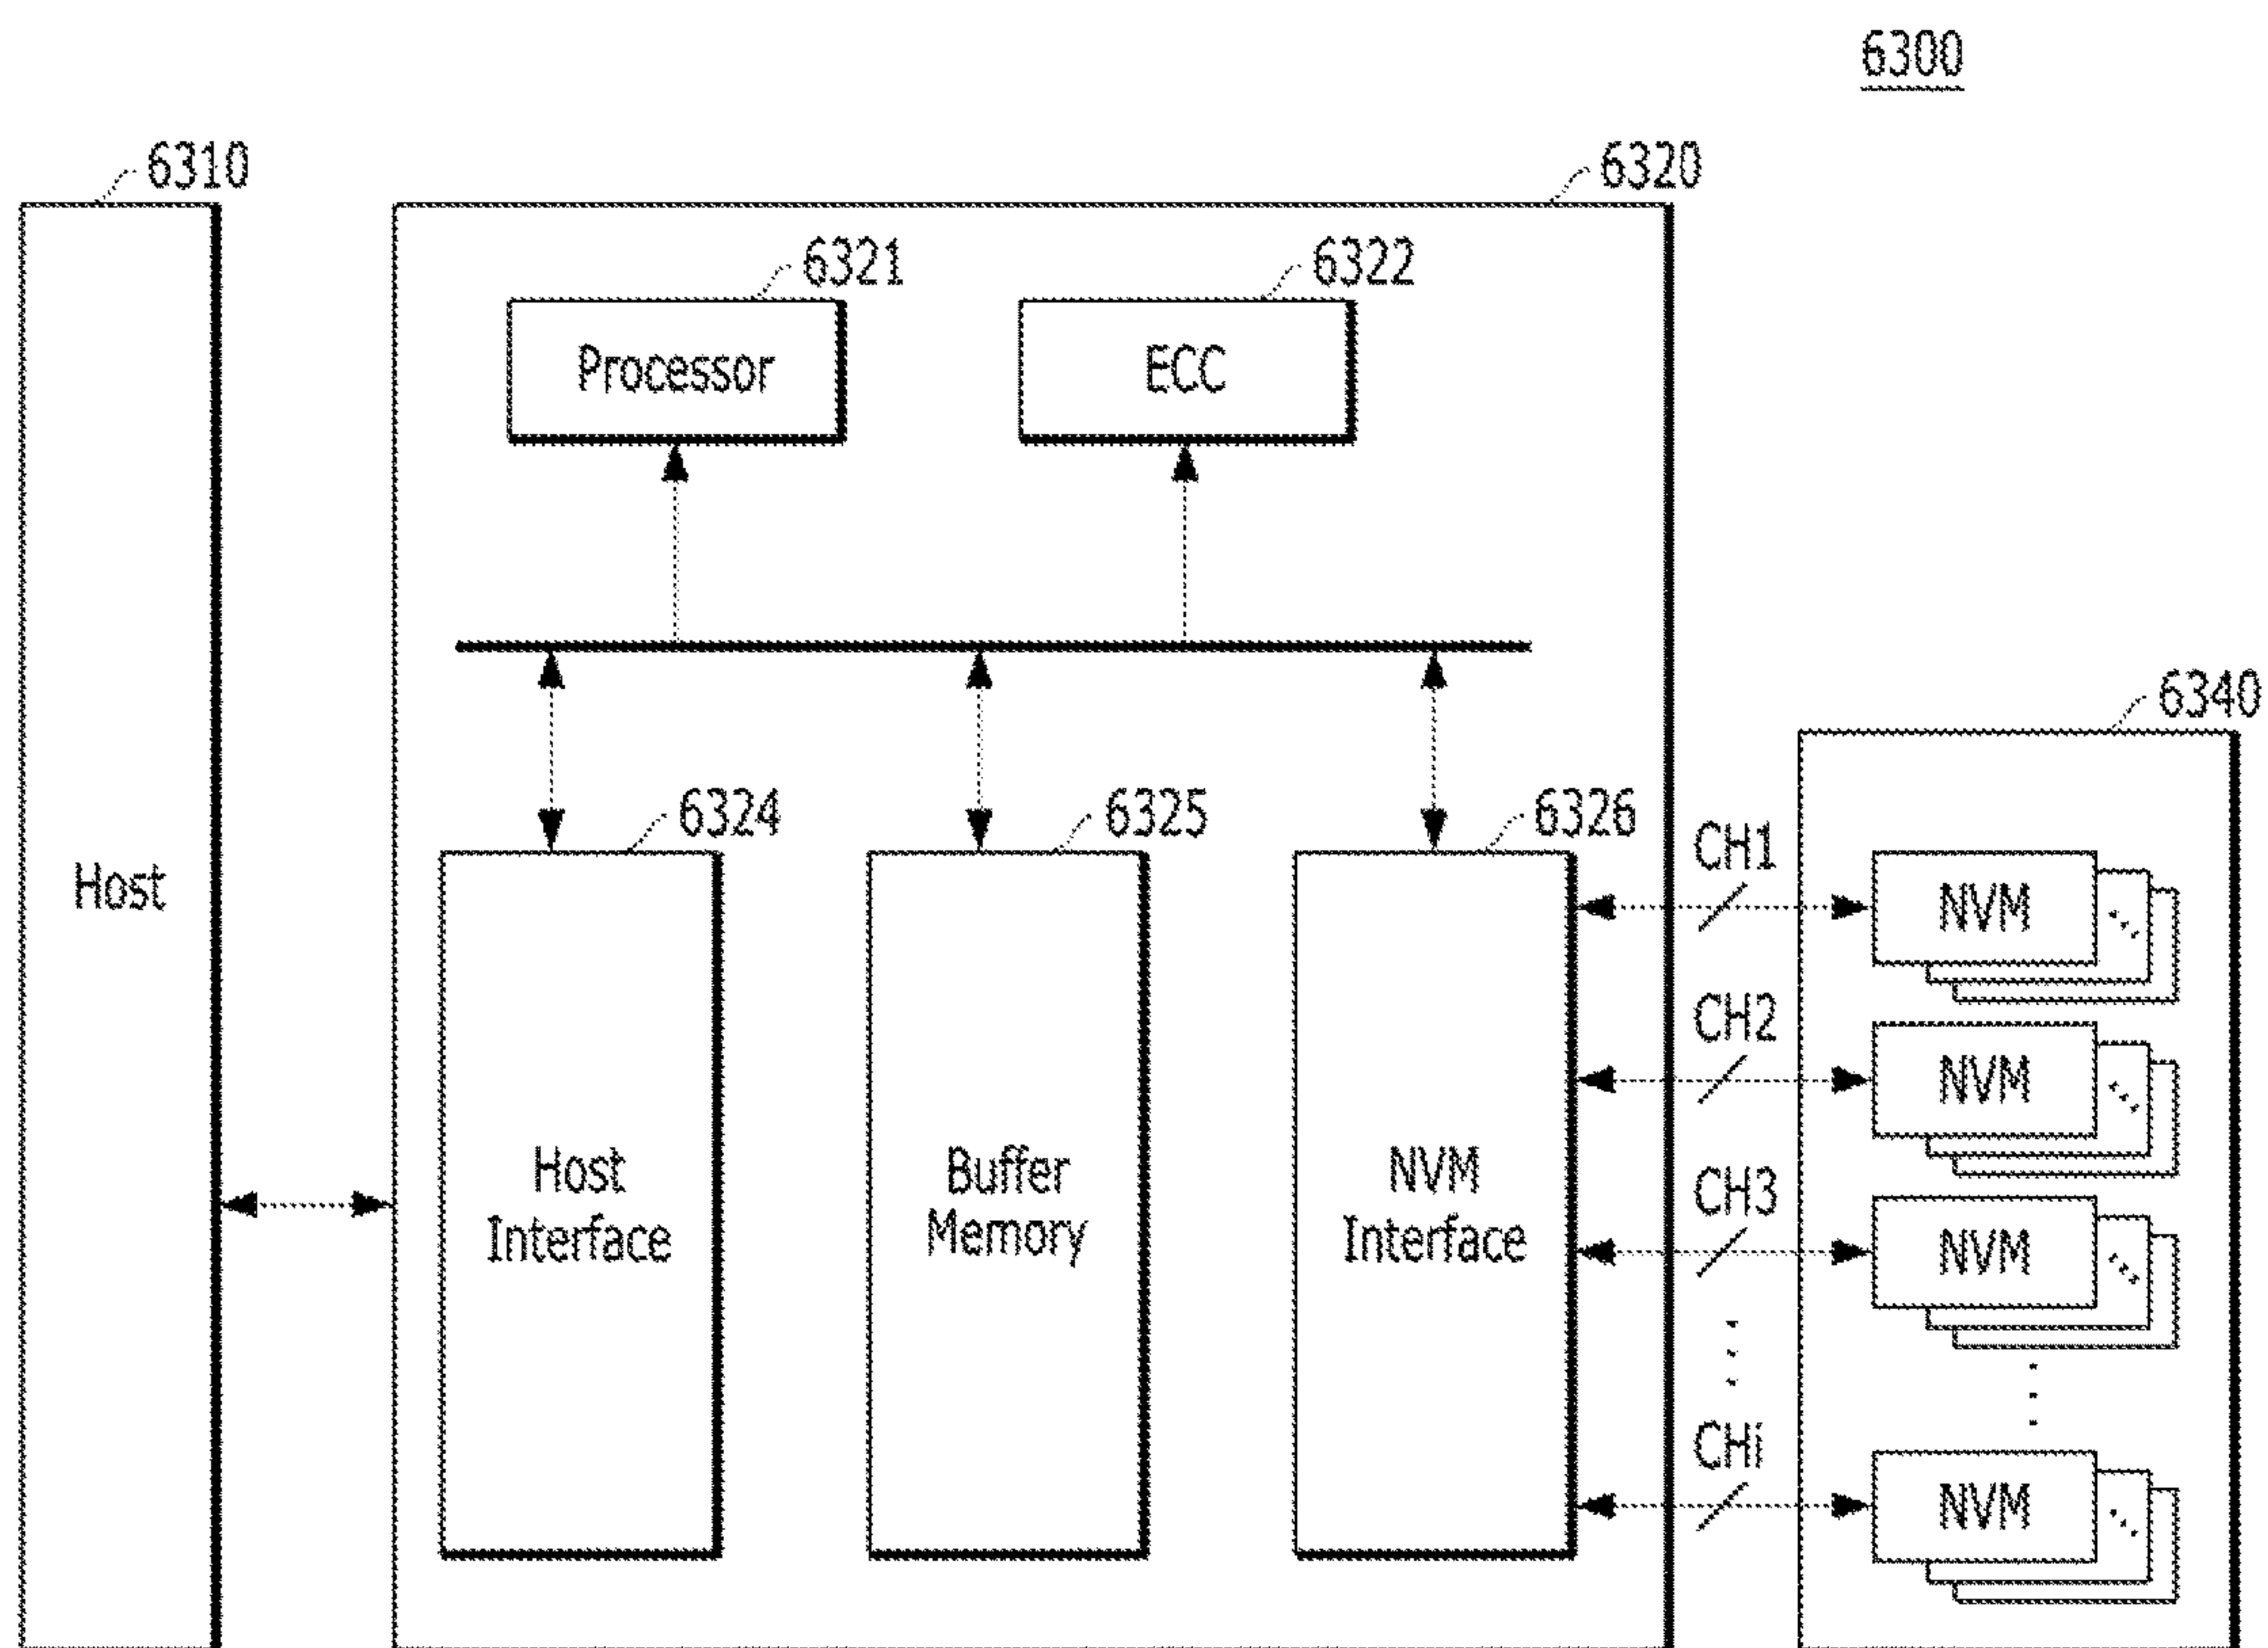 6300
6310
6320
6321
6322
Processor
ECC
6340
6324
6325
6326
CH1
Host
NVM
CH2
NVM
Host
Interface
Buffer
Memory
NVM
Interface
CH3
NVM
CHi
NVM